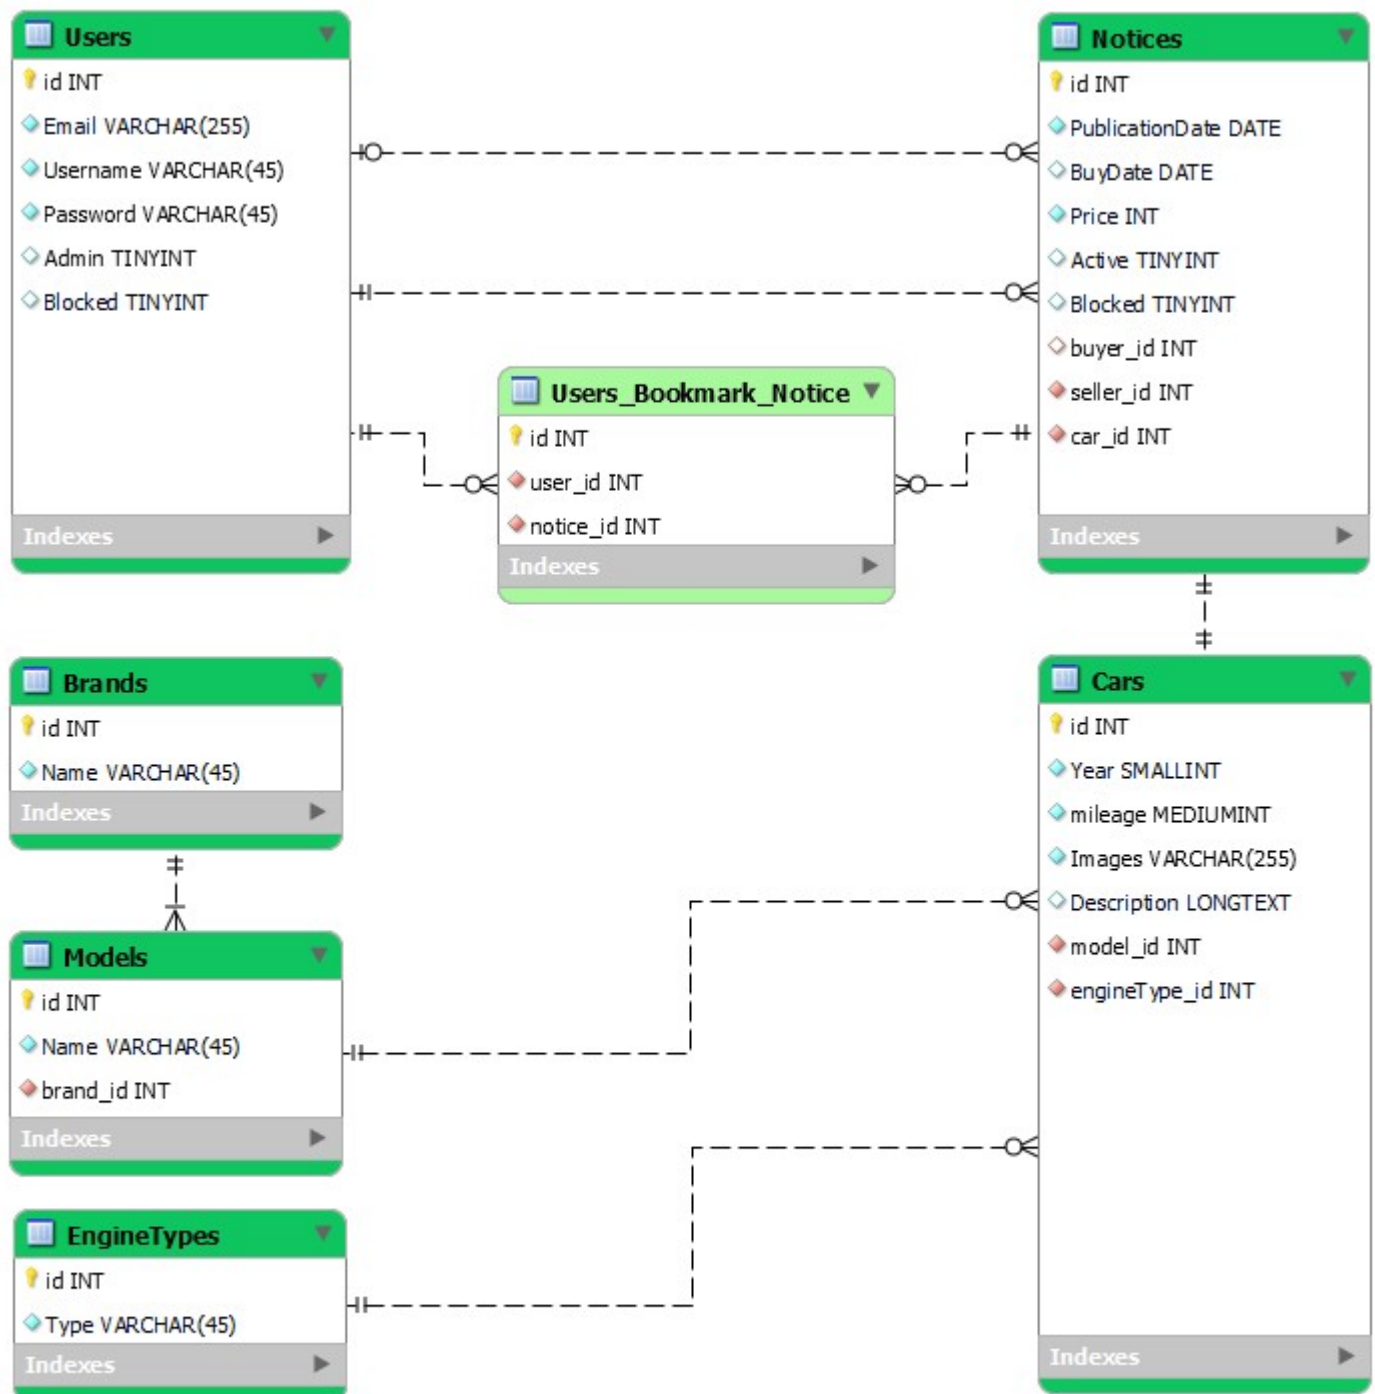 Users
id INT
Email VARCHAR(255)
Username VARCHAR(45)
Password VARCHAR(45)
Admin TINYINT
Blocked TINYINT
Indexes
Notices
id INT
PublicationDate DATE
BuyDate DATE
Price INT
Active TINYINT
Blocked TINYINT
buyer_id INT
seller_id INT
car_id INT
Indexes
Users_Bookmark_Notice
id INT
user_id INT
notice_id INT
Indexes
Brands
id INT
Name VARCHAR(45)
Indexes
Cars
id INT
Year SMALLINT
mileage MEDIUMINT
Images VARCHAR(255)
Description LONGTEXT
model_id INT
engineType_id INT
Indexes
Models
id INT
Name VARCHAR(45)
brand_id INT
Indexes
EngineTypes
id INT
Type VARCHAR(45)
Indexes